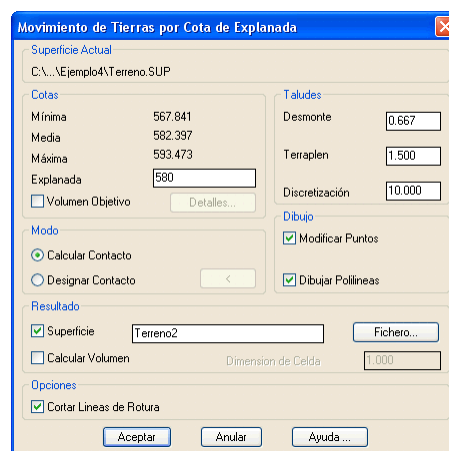 Movimiento de Tierras por Cota de Explanada
Superficie Actual
C:\...\Ejemplo4\Terreno.SUP
Cotas
Mínima 567.841
Media 582.397
Máxima 593.473
Explanada 580
Volumen Objetivo Detalles...
Taludes
Desmonte 0.667
Terraplen 1.500
Discretización 10.000
Modo
Calcular Contacto
Designar Contacto <
Dibujo
Modificar Puntos
Dibujar Polilineas
Resultado
Superficie Terreno2 Fichero...
Calcular Volumen Dimension de Celda 1.000
Opciones
Cortar Lineas de Rotura
Aceptar Anular Ayuda ...